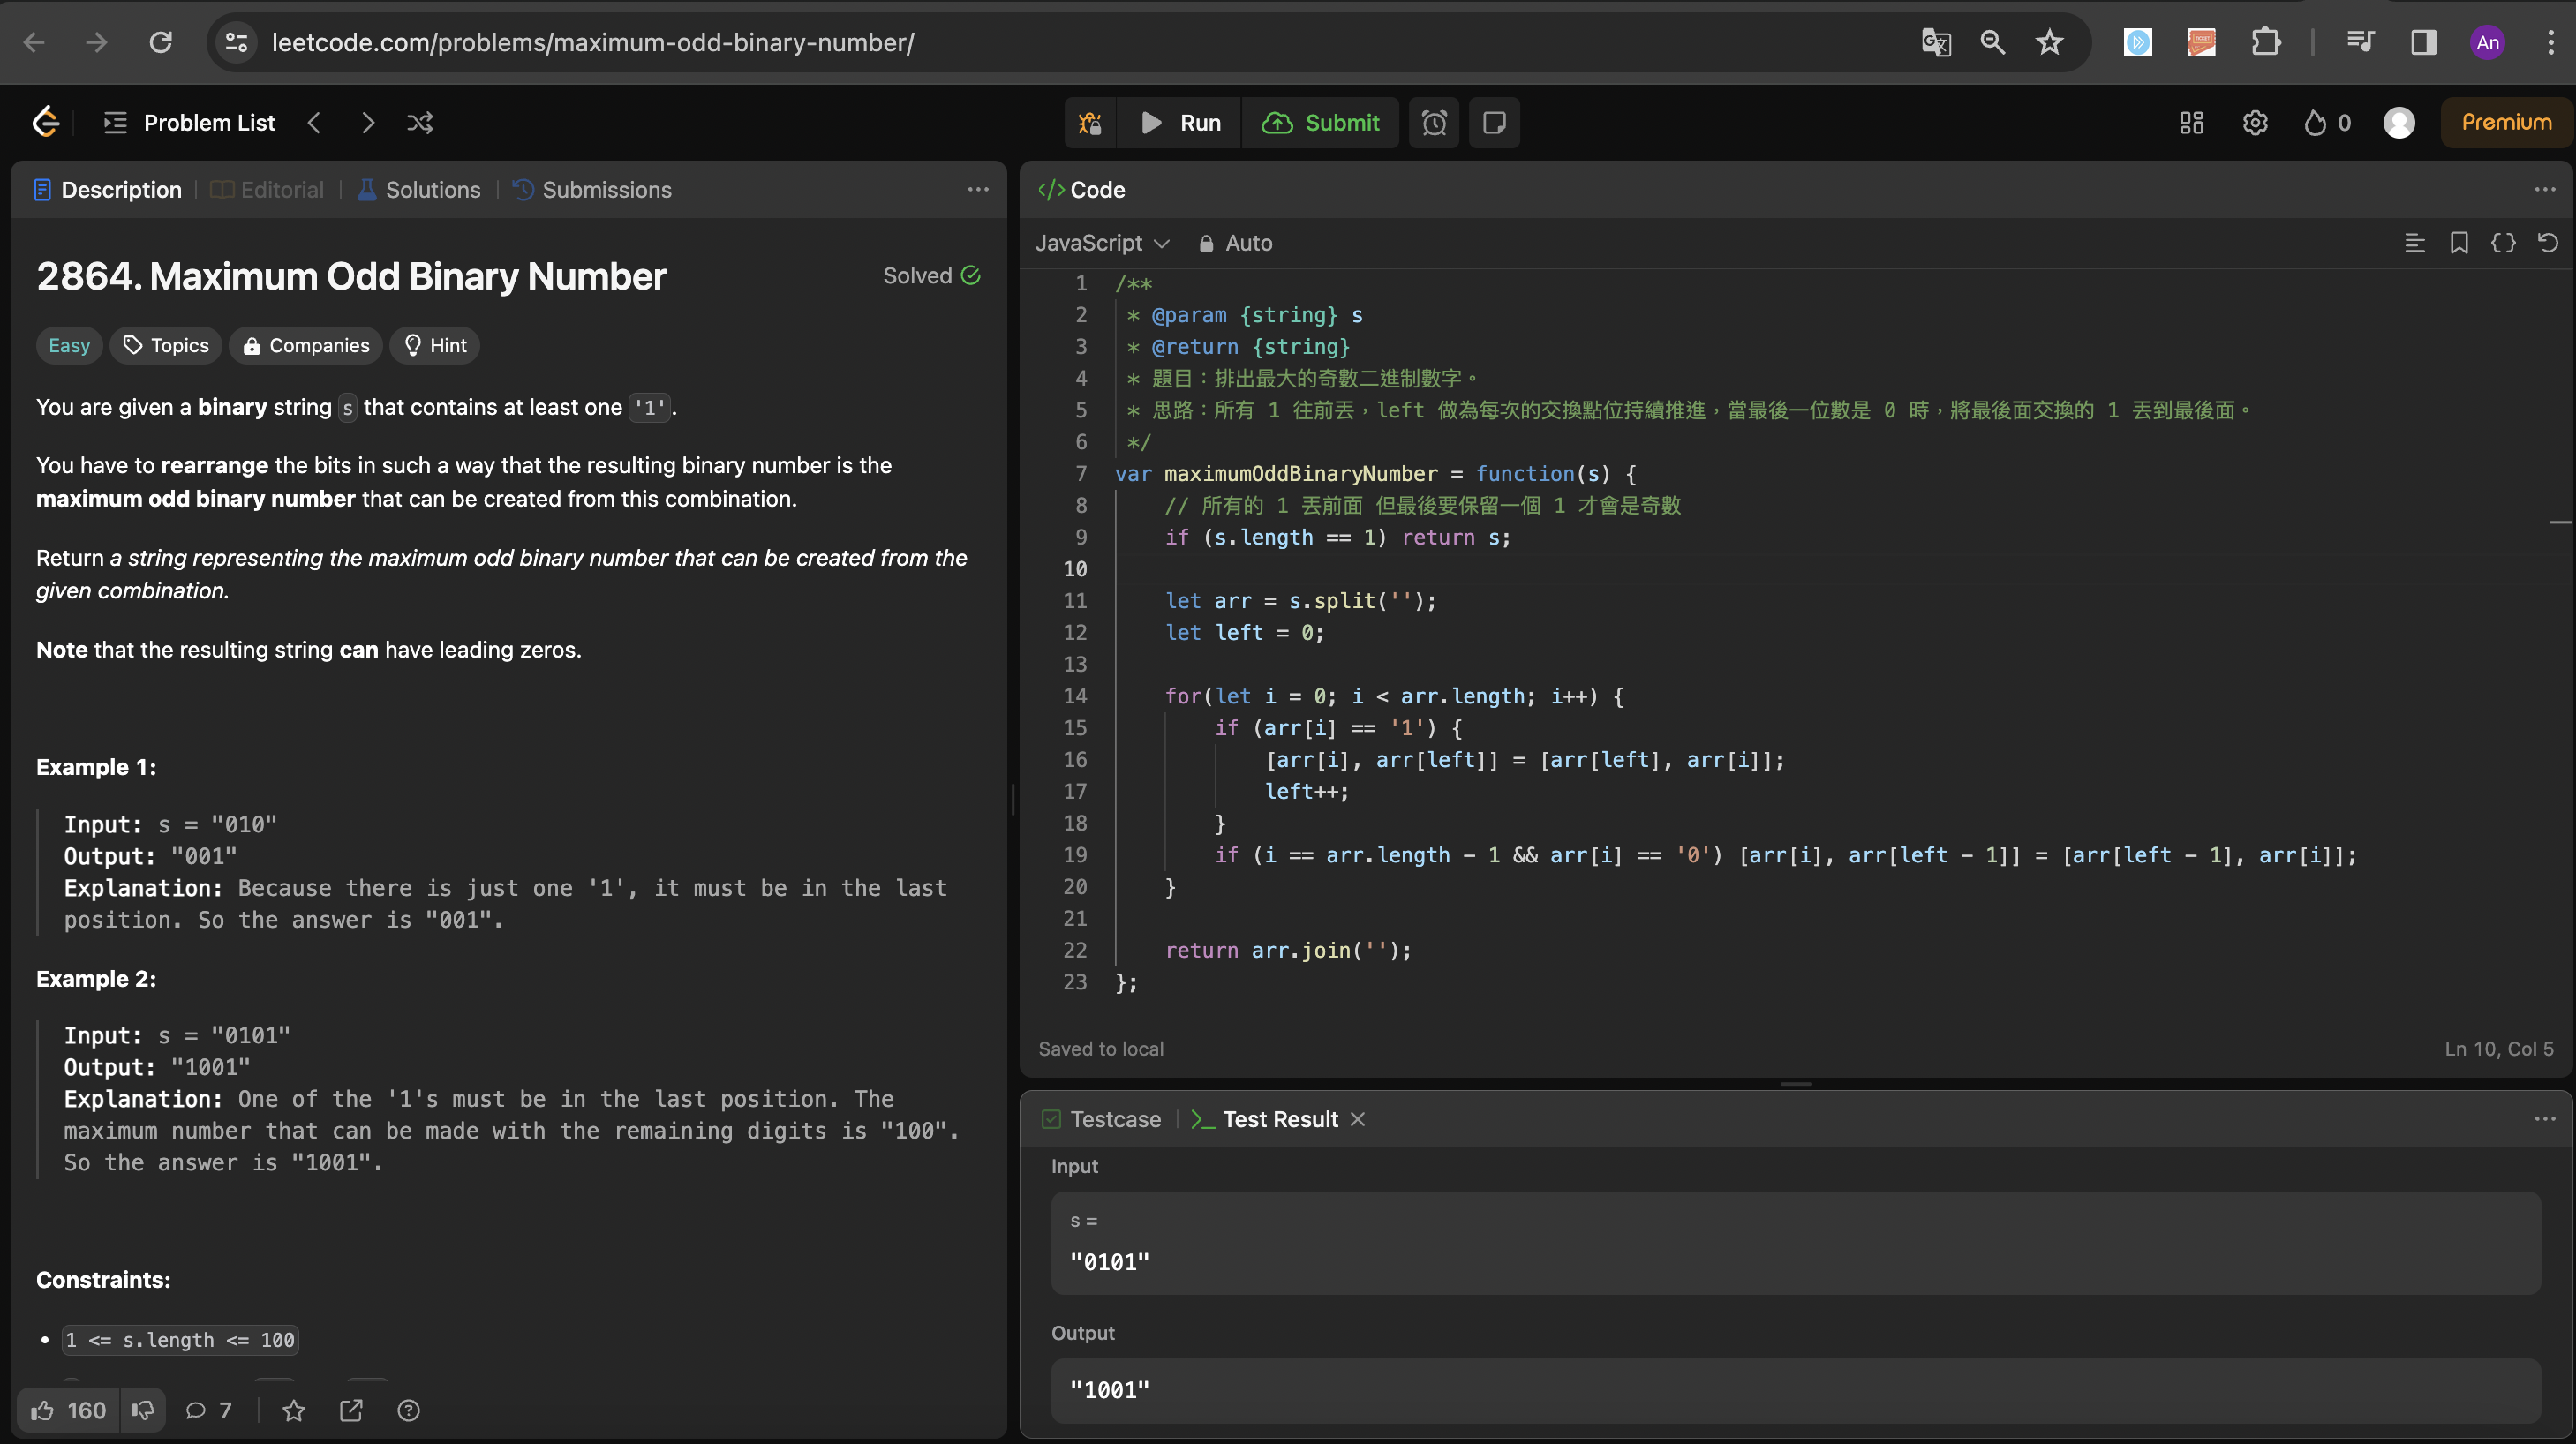 leetcode.com/problems/maximum-odd-binary-number/
An
Problem List
Run
Submit
0
Premium
Description
Editorial
Solutions
Submissions
2864. Maximum Odd Binary Number
Solved
Easy
Topics
Companies
Hint
You are given a binary string s that contains at least one '1'.
You have to rearrange the bits in such a way that the resulting binary number is the
maximum odd binary number that can be created from this combination.
Return a string representing the maximum odd binary number that can be created from the
given combination.
Note that the resulting string can have leading zeros.
Example 1:
Input: s = "010"
Output: "001"
Explanation: Because there is just one '1', it must be in the last
position. So the answer is "001".
Example 2:
Input: s = "0101"
Output: "1001"
Explanation: One of the '1's must be in the last position. The
maximum number that can be made with the remaining digits is "100".
So the answer is "1001".
Constraints:
• 1 <= s.length <= 100
160
7
</> Code
JavaScript
Auto
1 /**
2 * @param {string} s
3 * @return {string}
4 * 題目：排出最大的奇數二進制數字。
5 * 思路：所有 1 往前丟，left 做為每次的交換點位持續推進，當最後一位數是 0 時，將最後面交換的 1 丟到最後面。
6 */
7 var maximumOddBinaryNumber = function(s) {
8 // 所有的 1 丟前面 但最後要保留一個 1 才會是奇數
9 if (s.length == 1) return s;
10
11 let arr = s.split('');
12 let left = 0;
13
14 for(let i = 0; i < arr.length; i++) {
15 if (arr[i] == '1') {
16 [arr[i], arr[left]] = [arr[left], arr[i]];
17 left++;
18 }
19 if (i == arr.length - 1 && arr[i] == '0') [arr[i], arr[left - 1]] = [arr[left - 1], arr[i]];
20 }
21
22 return arr.join('');
23 };
Saved to local
Ln 10, Col 5
Testcase
>_ Test Result
Input
s =
"0101"
Output
"1001"